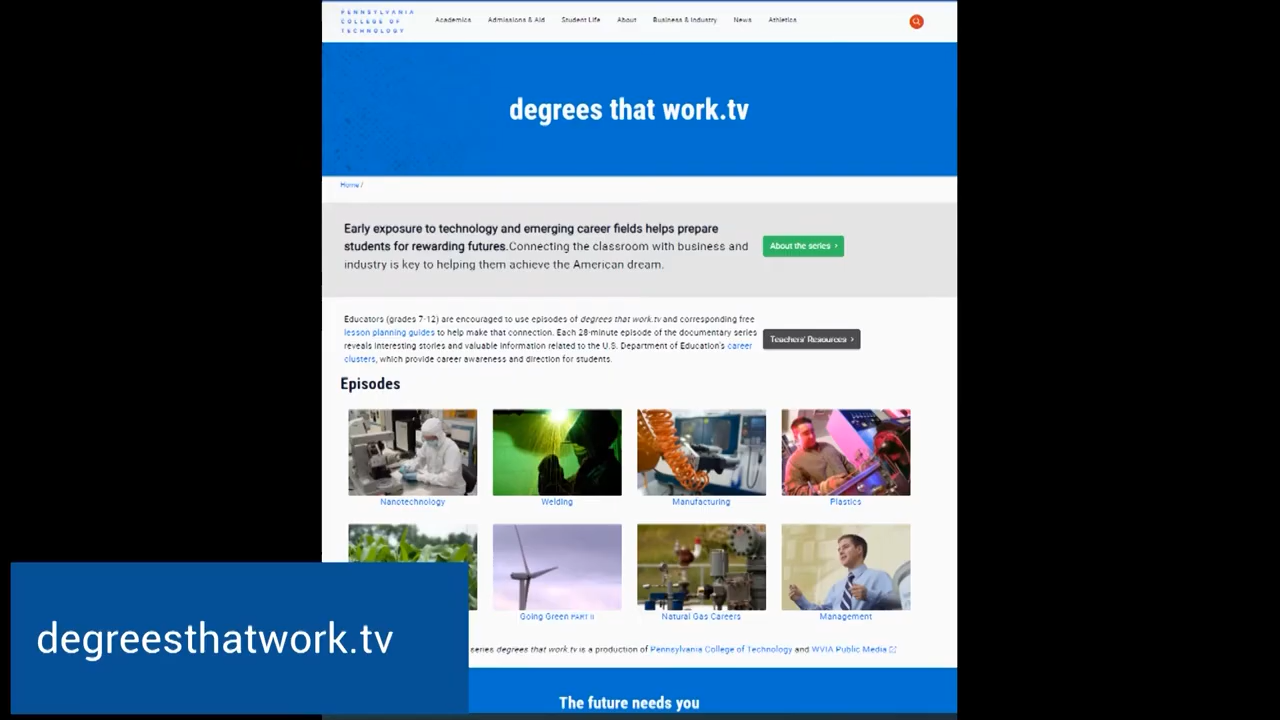 PENNSYLVANIA
COLLEGE OF
TECHNOLOGY
Academics Admissions & Aid Student Life About Business & Industry News Athletics
degrees that work.tv
Home /
Early exposure to technology and emerging career fields helps prepare
students for rewarding futures.Connecting the classroom with business and
industry is key to helping them achieve the American dream.
About the series ›
Educators (grades 7-12) are encouraged to use episodes of degrees that work.tv and corresponding free
lesson planning guides to help make that connection. Each 28-minute episode of the documentary series
reveals interesting stories and valuable information related to the U.S. Department of Education's career
clusters, which provide career awareness and direction for students.
Teachers' Resources ›
Episodes
Nanotechnology Welding Manufacturing Plastics
Going Green PART II Natural Gas Careers Management
series degrees that work.tv is a production of Pennsylvania College of Technology and WVIA Public Media
The future needs you
degreesthatwork.tv